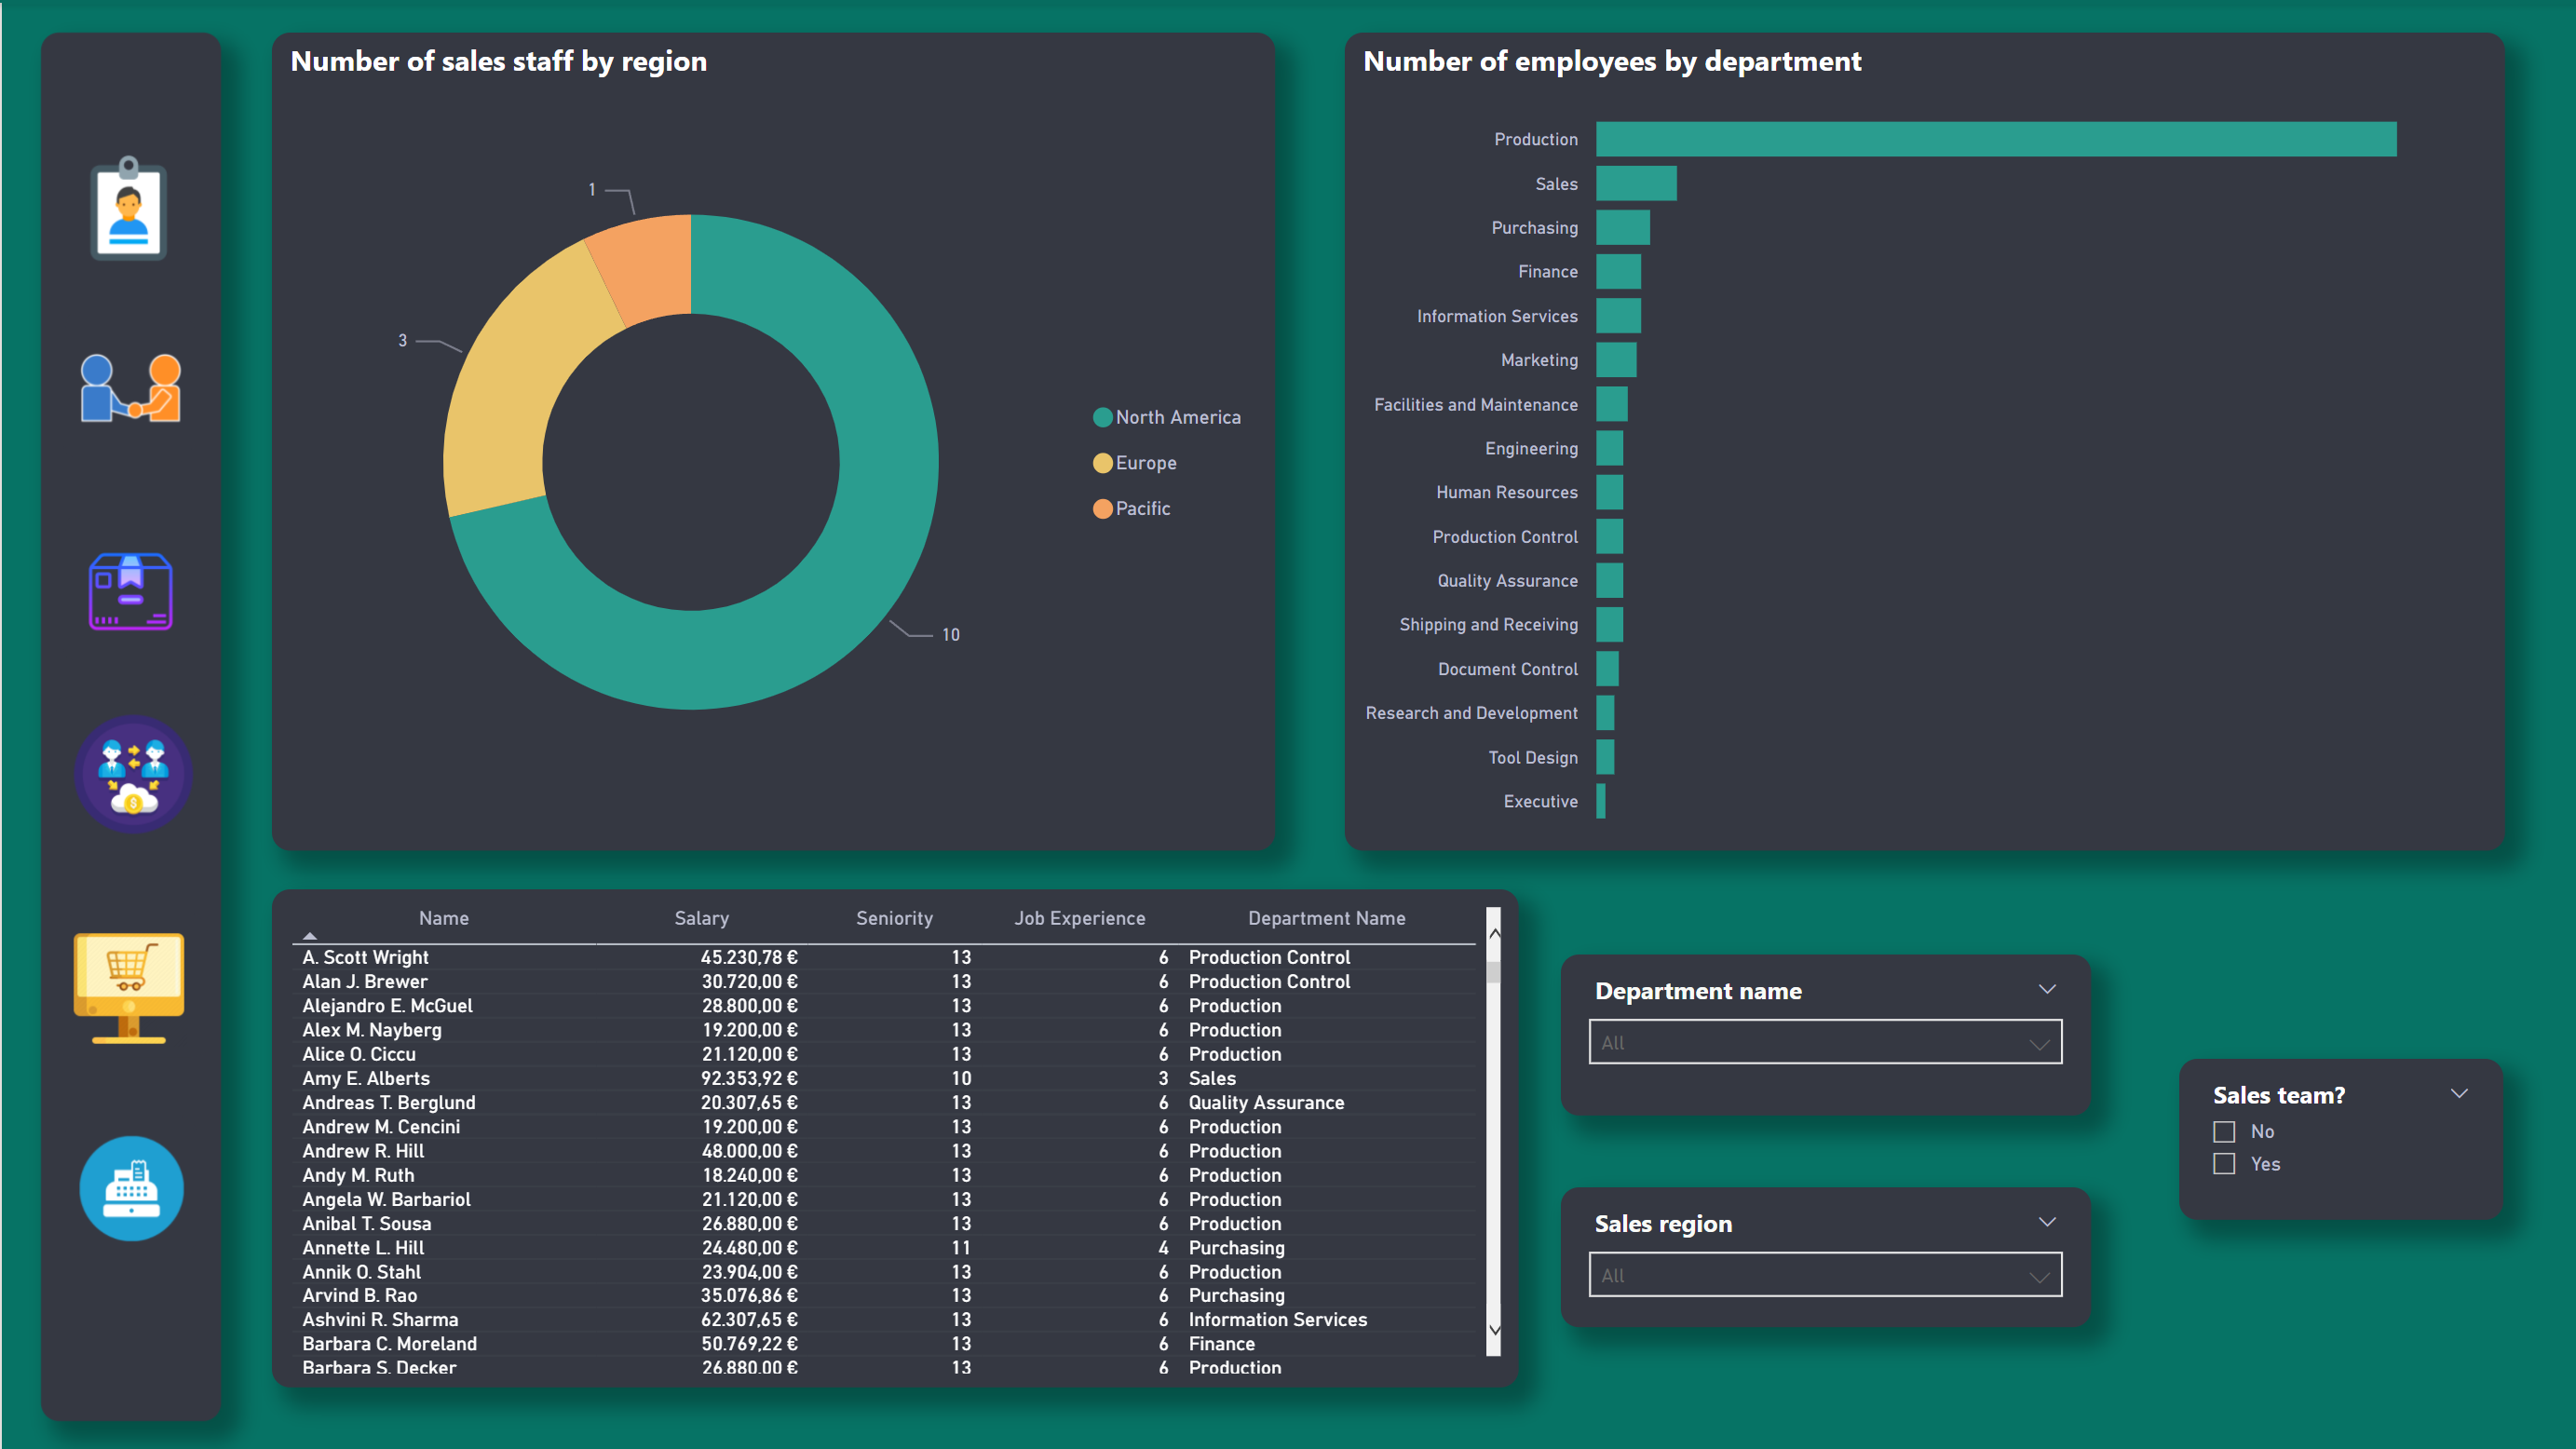 Number of sales staff by region
1
3
10
North America
Europe
Pacific
Number of employees by department
Production
Sales
Purchasing
Finance
Information Services
Marketing
Facilities and Maintenance
Engineering
Human Resources
Production Control
Quality Assurance
Shipping and Receiving
Document Control
Research and Development
Tool Design
Executive
Name Salary Seniority Job Experience Department Name
A. Scott Wright 45.230,78 € 13 6 Production Control
Alan J. Brewer 30.720,00 € 13 6 Production Control
Alejandro E. McGuel 28.800,00 € 13 6 Production
Alex M. Nayberg 19.200,00 € 13 6 Production
Alice O. Ciccu 21.120,00 € 13 6 Production
Amy E. Alberts 92.353,92 € 10 3 Sales
Andreas T. Berglund 20.307,65 € 13 6 Quality Assurance
Andrew M. Cencini 19.200,00 € 13 6 Production
Andrew R. Hill 48.000,00 € 13 6 Production
Andy M. Ruth 18.240,00 € 13 6 Production
Angela W. Barbariol 21.120,00 € 13 6 Production
Anibal T. Sousa 26.880,00 € 13 6 Production
Annette L. Hill 24.480,00 € 11 4 Purchasing
Annik O. Stahl 23.904,00 € 13 6 Production
Arvind B. Rao 35.076,86 € 13 6 Purchasing
Ashvini R. Sharma 62.307,65 € 13 6 Information Services
Barbara C. Moreland 50.769,22 € 13 6 Finance
Barbara S. Decker 26.880,00 € 13 6 Production
Department name
All
Sales region
All
Sales team?
No
Yes